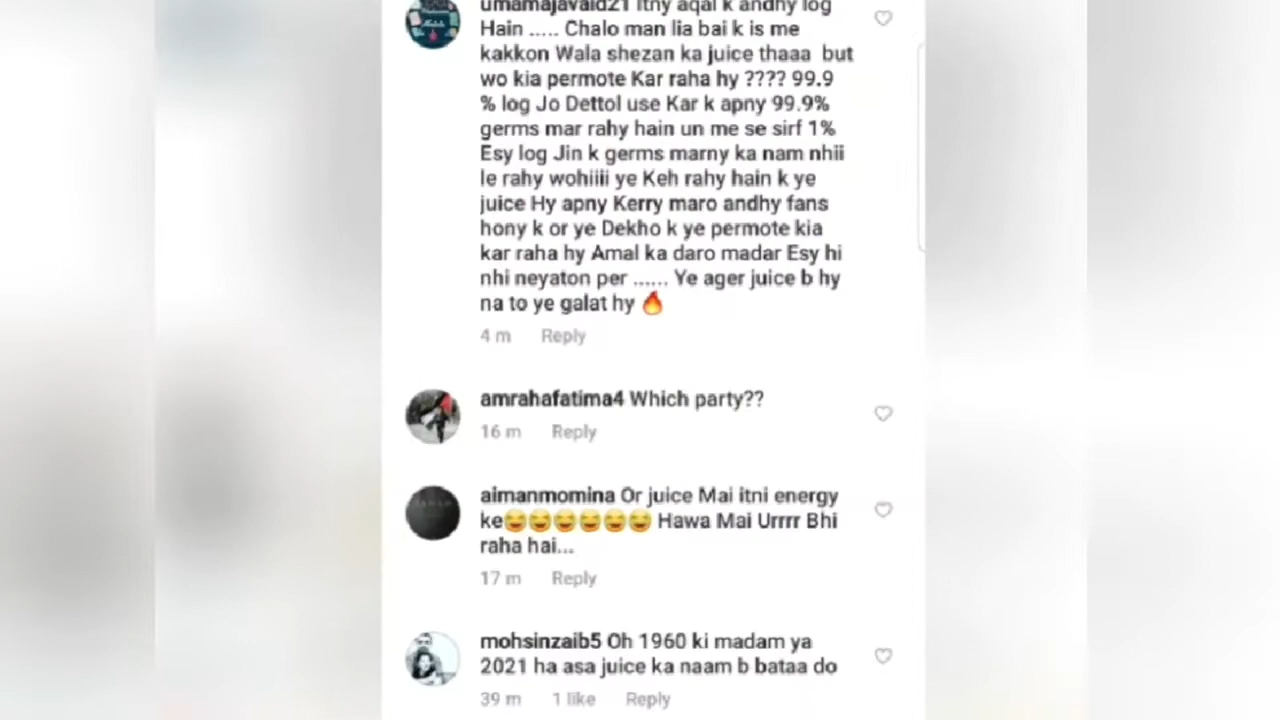 umamajavaid21 Itny aqal k andhy log
Hain ..... Chalo man lia bai k is me
kakkon Wala shezan ka juice thaaa but
wo kia permote Kar raha hy ???? 99.9
% log Jo Dettol use Kar k apny 99.9%
germs mar rahy hain un me se sirf 1%
Esy log Jin k germs marny ka nam nhii
le rahy wohiiii ye Keh rahy hain k ye
juice Hy apny Kerry maro andhy fans
hony k or ye Dekho k ye permote kia
kar raha hy Amal ka daro madar Esy hi
nhi neyaton per ...... Ye ager juice b hy
na to ye galat hy 🔥
4 m Reply
amrahafatima4 Which party??
16 m Reply
aimanmomina Or juice Mai itni energy
ke😂😂😂😂😂😂 Hawa Mai Urrrr Bhi
raha hai...
17 m Reply
mohsinzaib5 Oh 1960 ki madam ya
2021 ha asa juice ka naam b bataa do
39 m 1 like Reply